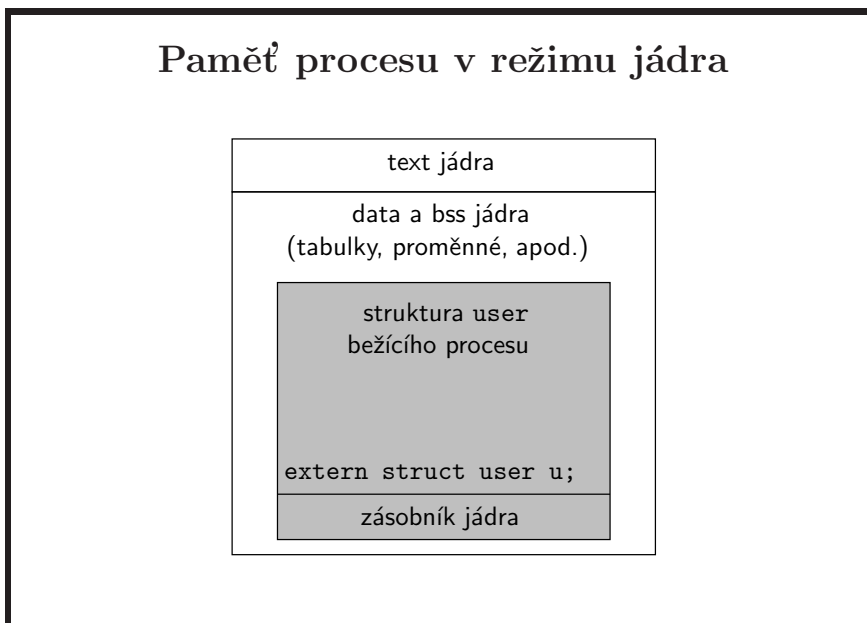 Paměť procesu v režimu jádra
text jádra
data a bss jádra
(tabulky, proměnné, apod.)
struktura user
bežícího procesu
extern struct user u;
zásobník jádra